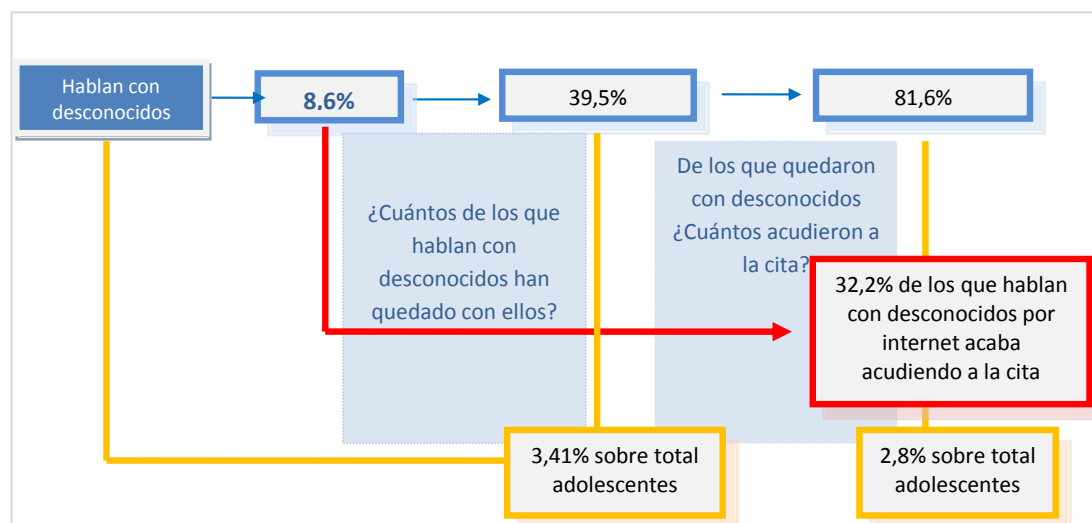 Hablan con
desconocidos
8,6%
39,5%
81,6%
¿Cuántos de los que
hablan con
desconocidos han
quedado con ellos?
De los que quedaron
con desconocidos
¿Cuántos acudieron a
la cita?
32,2% de los que hablan
con desconocidos por
internet acaba
acudiendo a la cita
3,41% sobre total
adolescentes
2,8% sobre total
adolescentes